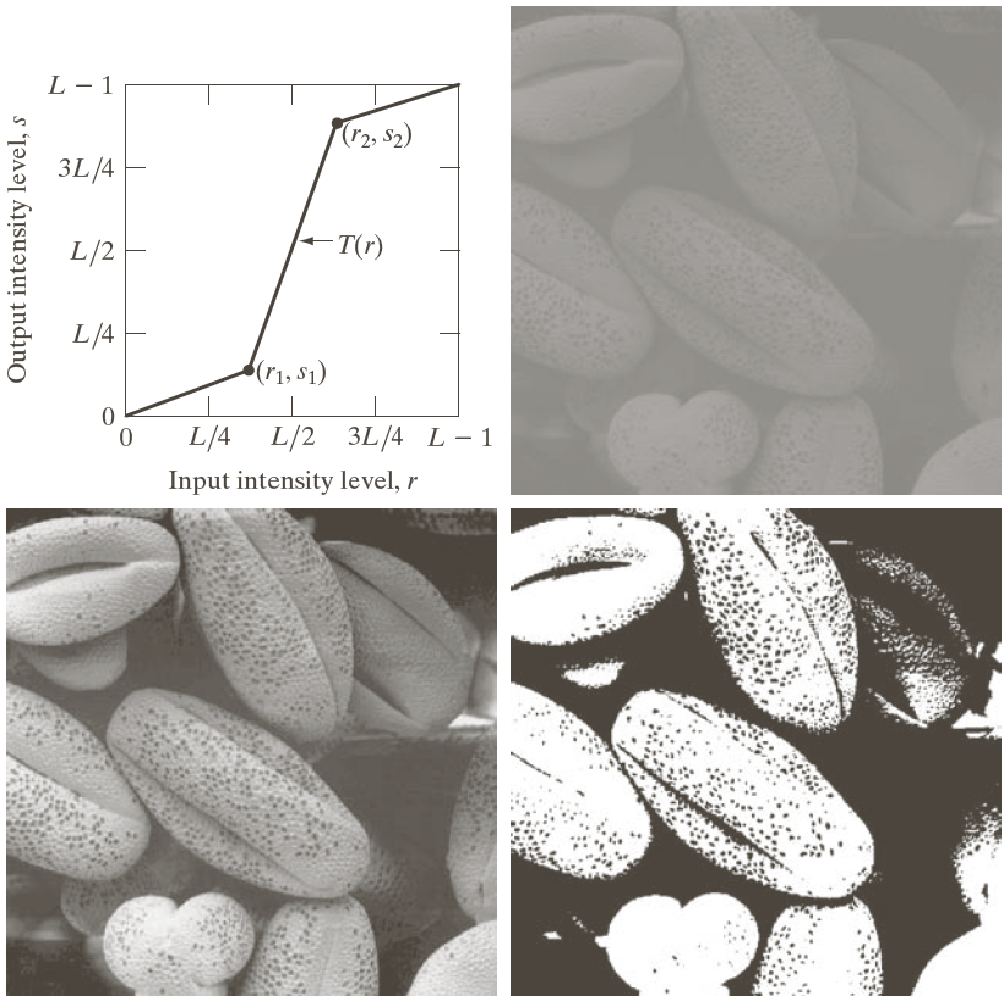 L − 1
(r₂, s₂)
3L/4
Output intensity level, s
L/2
T(r)
L/4
(r₁, s₁)
0
0 L/4 L/2 3L/4 L − 1
Input intensity level, r